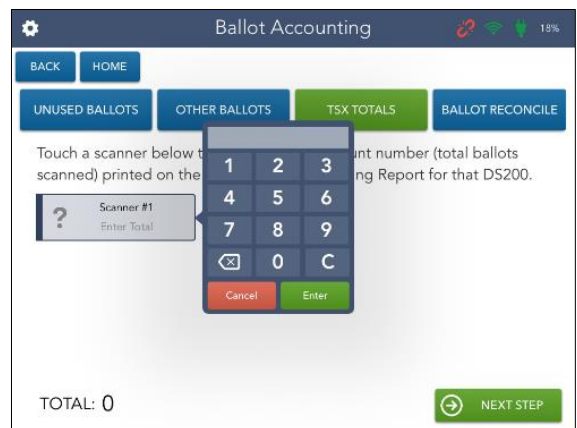 Ballot Accounting
18%
BACK HOME
UNUSED BALLOTS OTHER BALLOTS TSX TOTALS BALLOT RECONCILE
Touch a scanner below t unt number (total ballots
scanned) printed on the ng Report for that DS200.
Scanner #1
Enter Total
1 2 3
4 5 6
7 8 9
0 C
Cancel Enter
TOTAL: 0
NEXT STEP